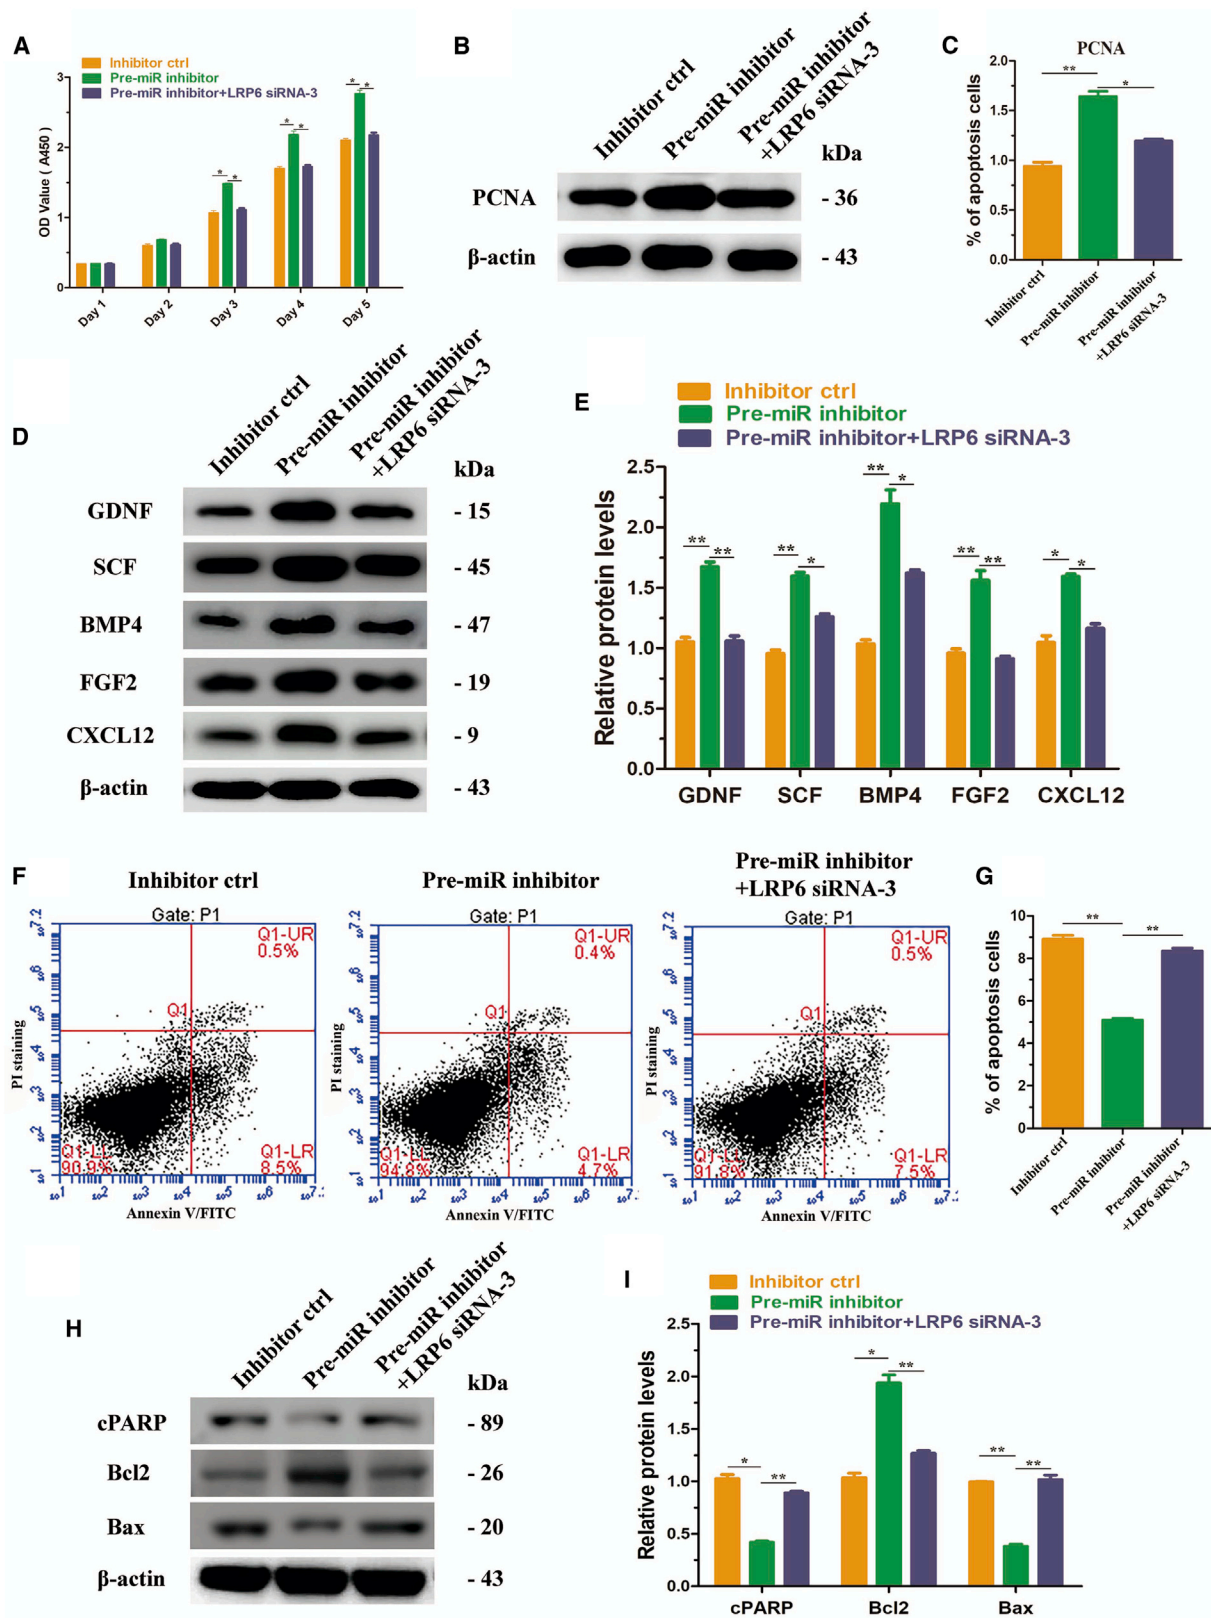 A
Inhibitor ctrl
Pre-miR inhibitor
Pre-miR inhibitor+LRP6 siRNA-3
OD Value ( A450)
3
2
1
0
* *
* *
* *
Day 1
Day 2
Day 3
Day 4
Day 5
B
Inhibitor ctrl
Pre-miR inhibitor
Pre-miR inhibitor
+LRP6 siRNA-3
kDa
PCNA
- 36
β-actin
- 43
C
PCNA
% of apoptosis cells
2.0
1.5
1.0
0.5
0.0
** *
Inhibitor ctrl
Pre-miR inhibitor
Pre-miR inhibitor
+LRP6 siRNA-3
D
Inhibitor ctrl
Pre-miR inhibitor
Pre-miR inhibitor
+LRP6 siRNA-3
kDa
GDNF
- 15
SCF
- 45
BMP4
- 47
FGF2
- 19
CXCL12
- 9
β-actin
- 43
E
Inhibitor ctrl
Pre-miR inhibitor
Pre-miR inhibitor+LRP6 siRNA-3
Relative protein levels
2.5
2.0
1.5
1.0
0.5
0.0
** **
** *
** *
** **
* *
GDNF
SCF
BMP4
FGF2
CXCL12
F
Inhibitor ctrl
Gate: P1
Q1-UR
0.5%
Q1
Q1-LL
90.9%
Q1-LR
8.5%
PI staining
Annexin V/FITC
Pre-miR inhibitor
Gate: P1
Q1-UR
0.4%
Q1
Q1-LL
94.8%
Q1-LR
4.7%
PI staining
Annexin V/FITC
Pre-miR inhibitor
+LRP6 siRNA-3
Gate: P1
Q1-UR
0.5%
Q1
Q1-LL
91.8%
Q1-LR
7.5%
PI staining
Annexin V/FITC
G
% of apoptosis cells
10
8
6
4
2
0
** **
Inhibitor ctrl
Pre-miR inhibitor
Pre-miR inhibitor
+LRP6 siRNA-3
H
Inhibitor ctrl
Pre-miR inhibitor
Pre-miR inhibitor
+LRP6 siRNA-3
kDa
cPARP
- 89
Bcl2
- 26
Bax
- 20
β-actin
- 43
I
Inhibitor ctrl
Pre-miR inhibitor
Pre-miR inhibitor+LRP6 siRNA-3
Relative protein levels
2.5
2.0
1.5
1.0
0.5
0.0
* **
* **
** **
cPARP
Bcl2
Bax